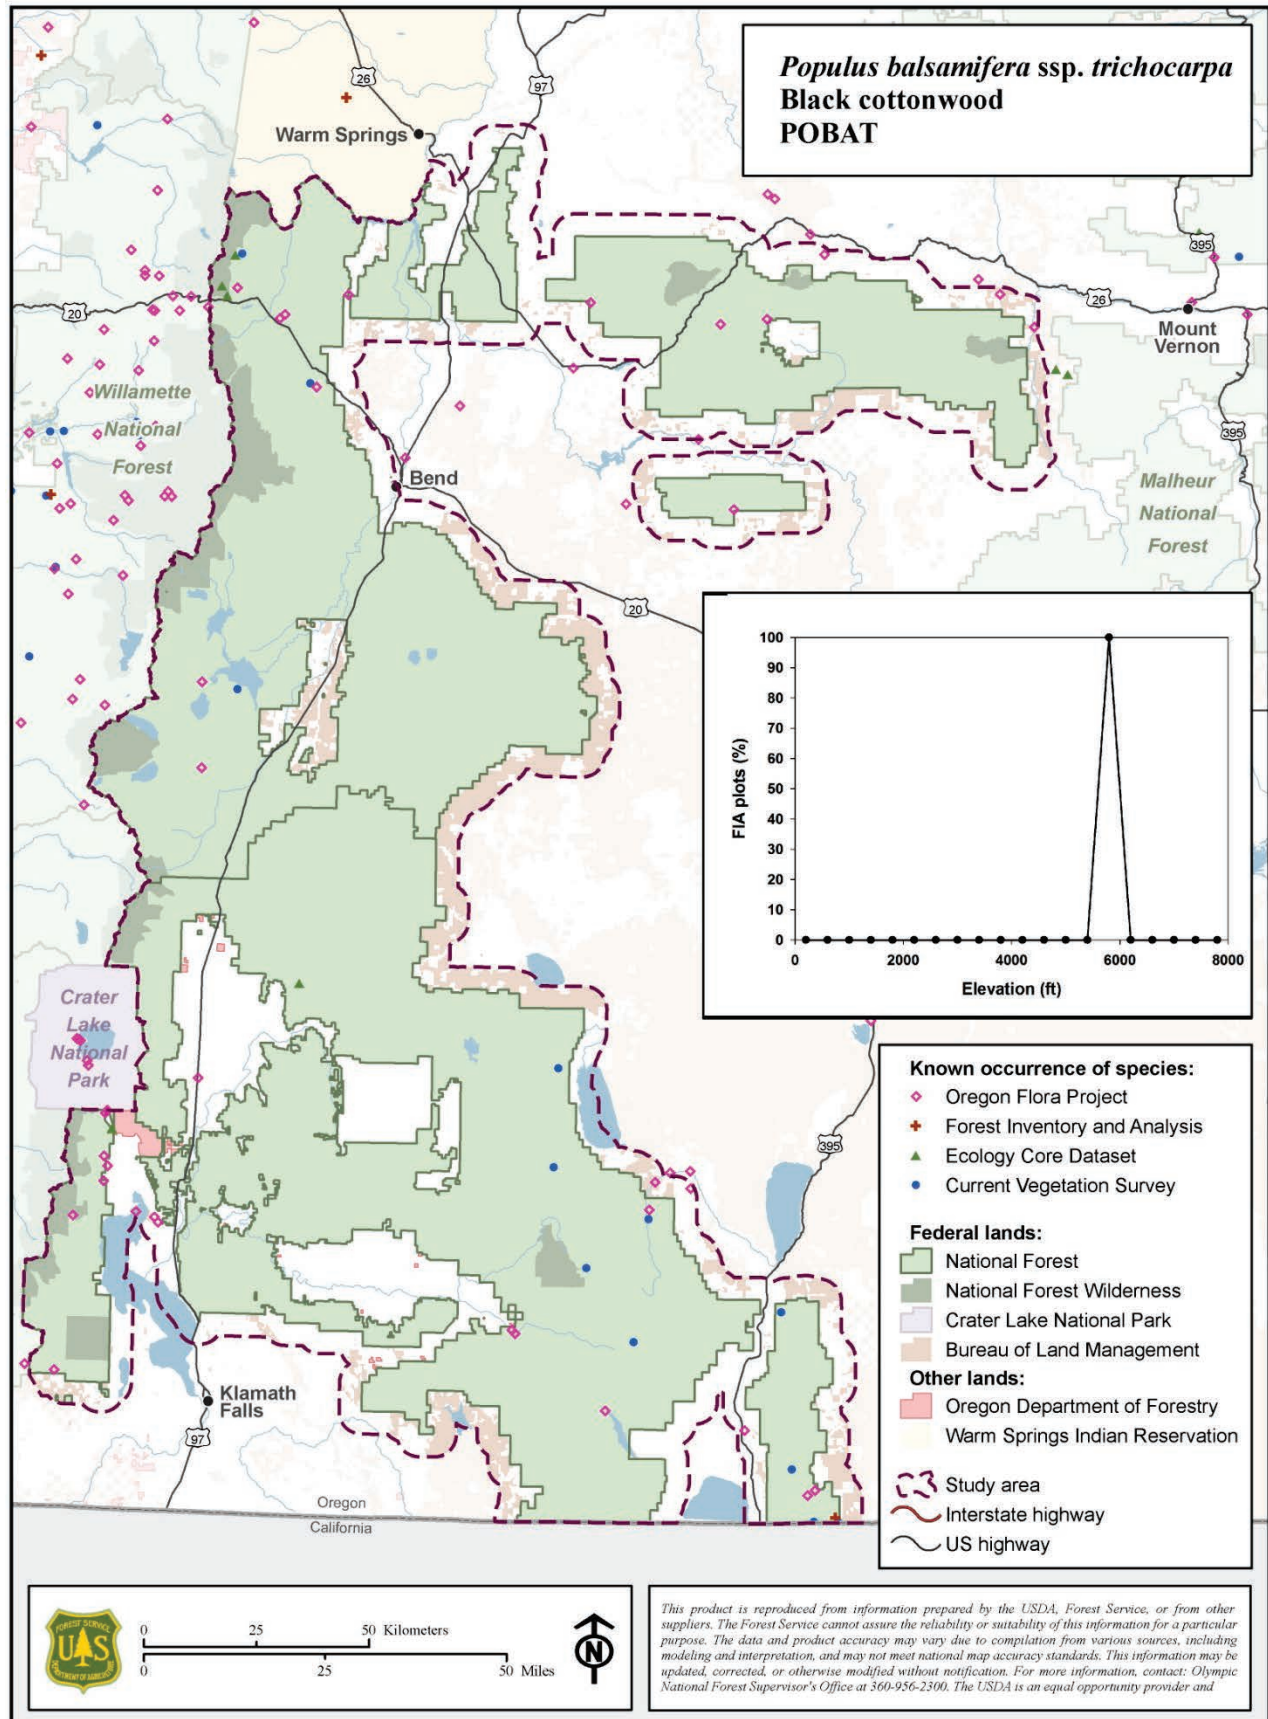 Populus balsamifera ssp. trichocarpa
Black cottonwood
POBAT
26
97
Warm Springs
395
20
26
Mount
Vernon
Willamette
National
Forest
395
Bend
Malheur
National
Forest
20
100
90
80
70
60
50
40
30
20
10
0
FIA plots (%)
0
2000
4000
6000
8000
Elevation (ft)
Crater
Lake
National
Park
395
Klamath
Falls
97
Oregon
California
Known occurrence of species:
Oregon Flora Project
Forest Inventory and Analysis
Ecology Core Dataset
Current Vegetation Survey
Federal lands:
National Forest
National Forest Wilderness
Crater Lake National Park
Bureau of Land Management
Other lands:
Oregon Department of Forestry
Warm Springs Indian Reservation
Study area
Interstate highway
US highway
FOREST SERVICE
U S
DEPARTMENT OF AGRICULTURE
0 25 50 Kilometers
0 25 50 Miles
N
This product is reproduced from information prepared by the USDA, Forest Service, or from other
suppliers. The Forest Service cannot assure the reliability or suitability of this information for a particular
purpose. The data and product accuracy may vary due to compilation from various sources, including
modeling and interpretation, and may not meet national map accuracy standards. This information may be
updated, corrected, or otherwise modified without notification. For more information, contact: Olympic
National Forest Supervisor's Office at 360-956-2300. The USDA is an equal opportunity provider and